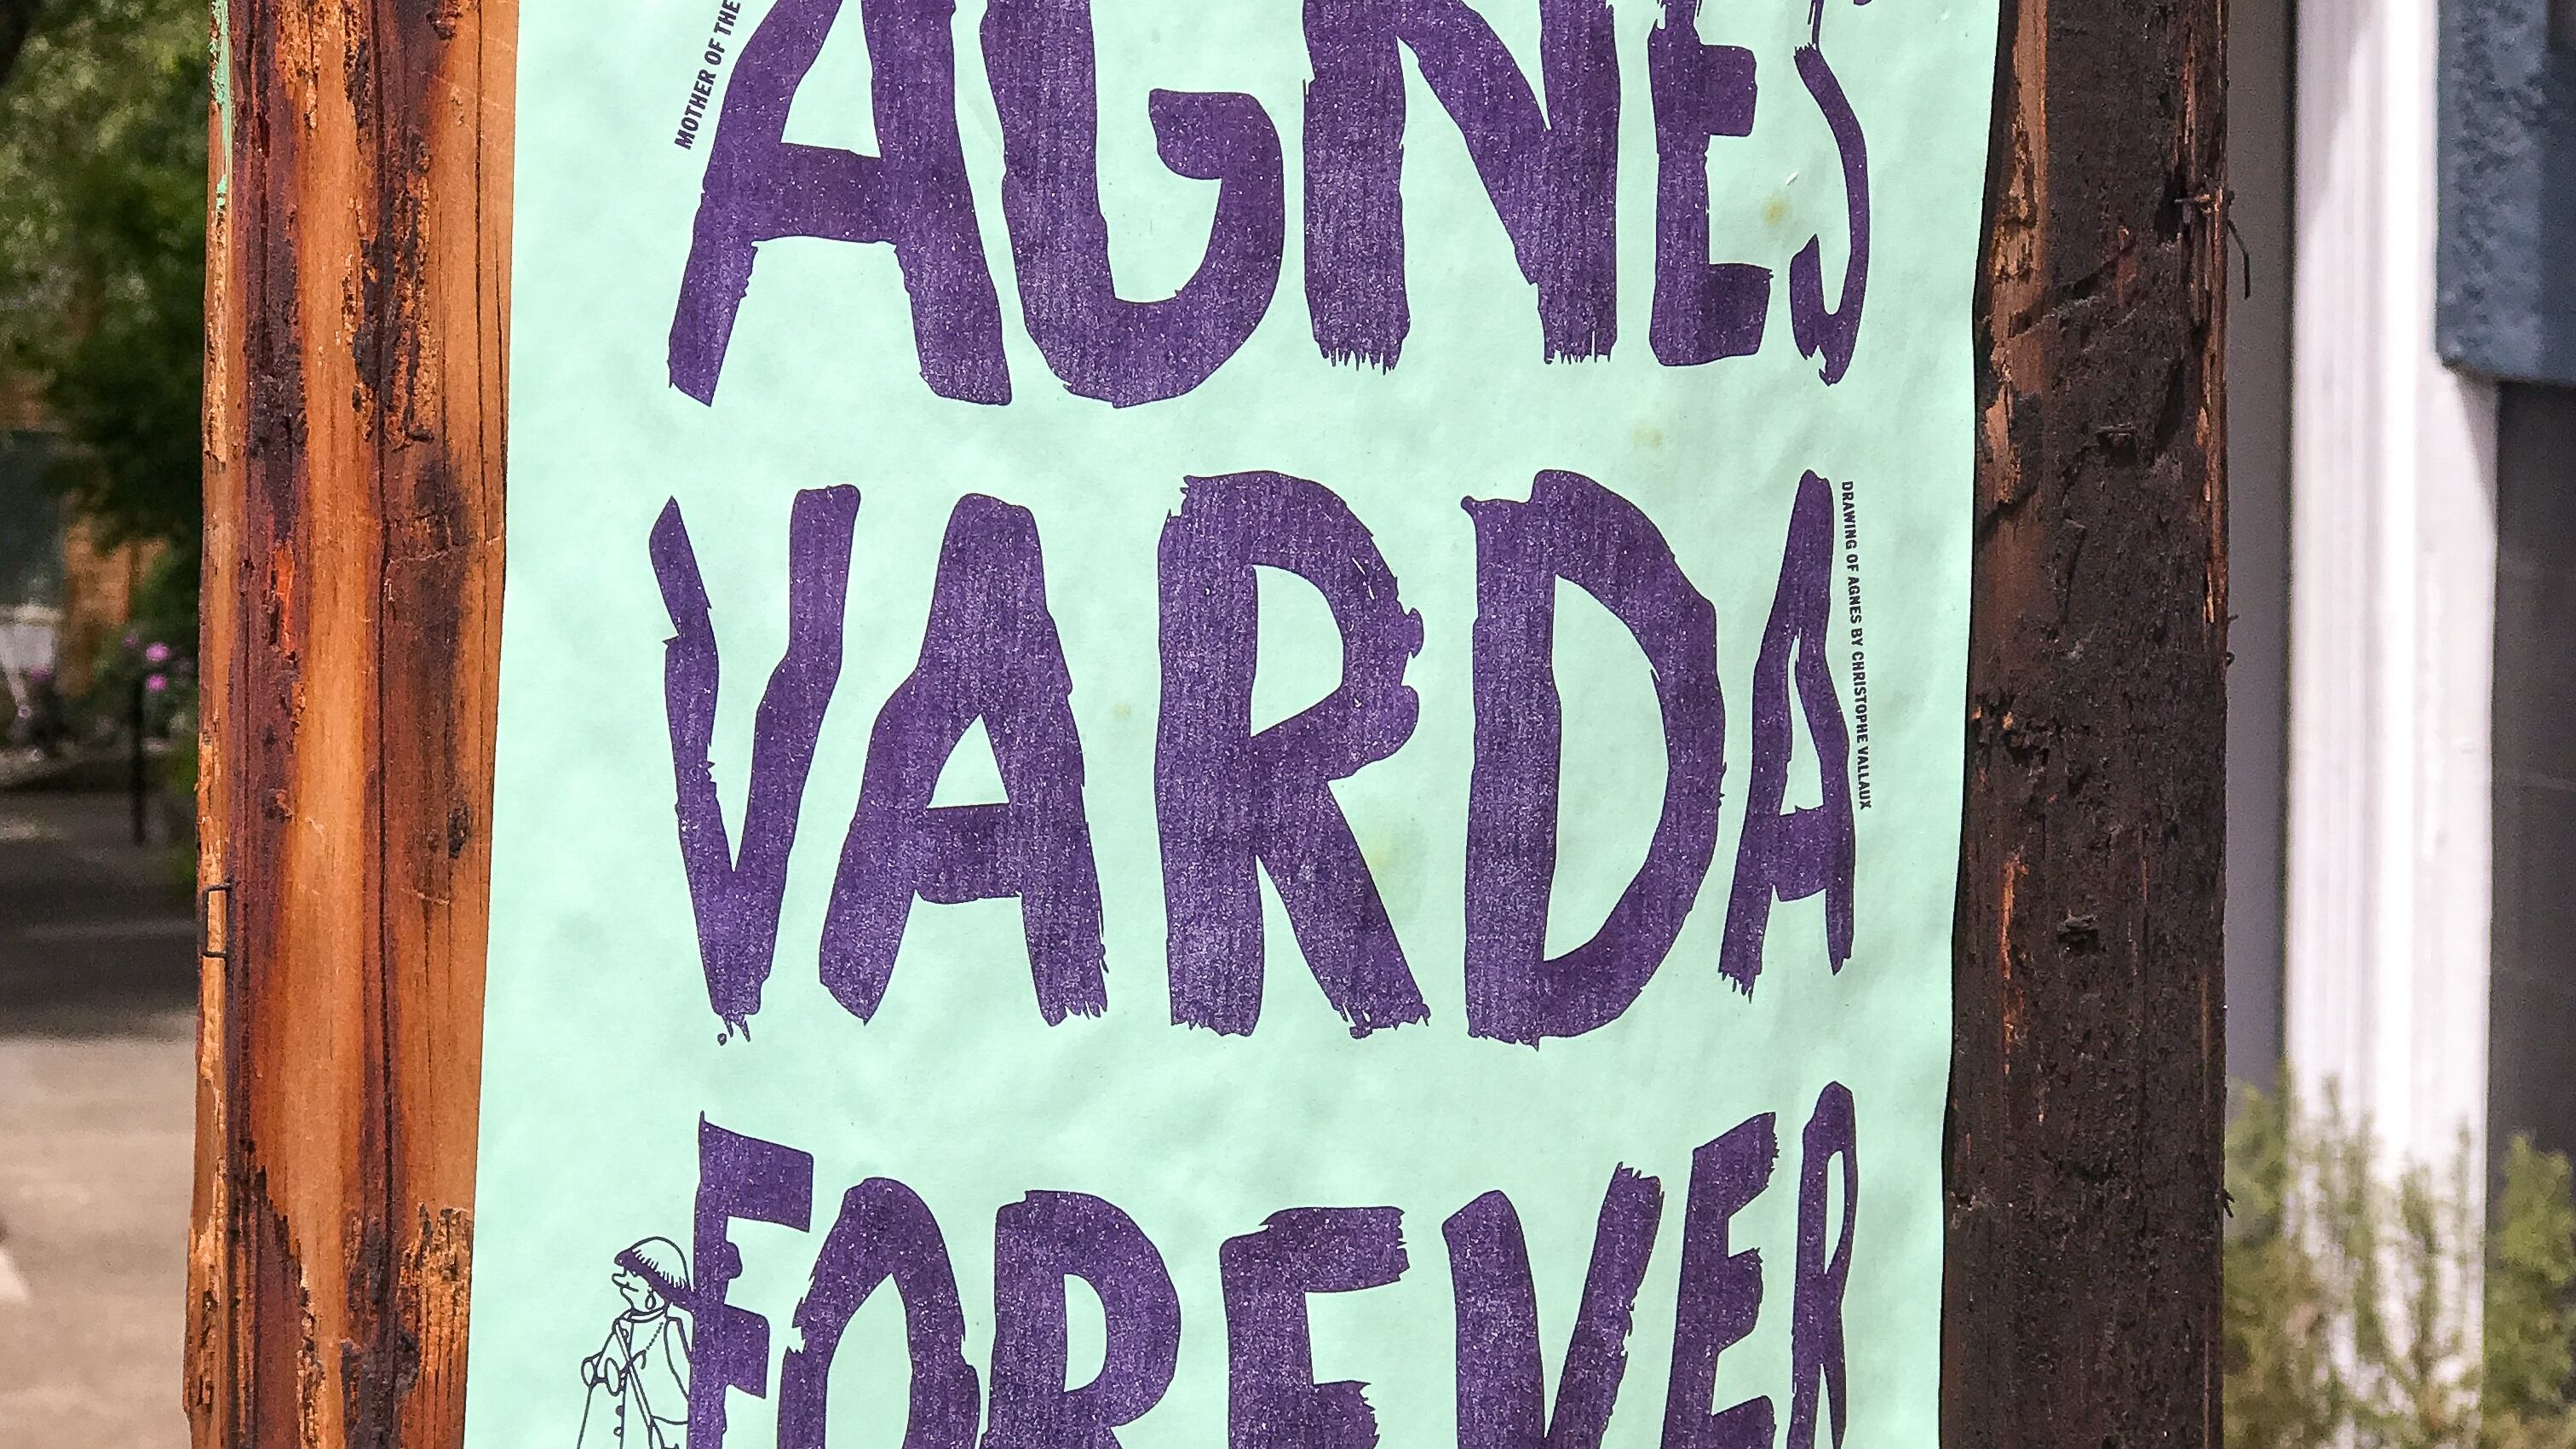 MOTHER OF THE
AGNES
VARDA
DRAWING OF AGNES BY CHRISTOPHE VALLAUX
FOREVER